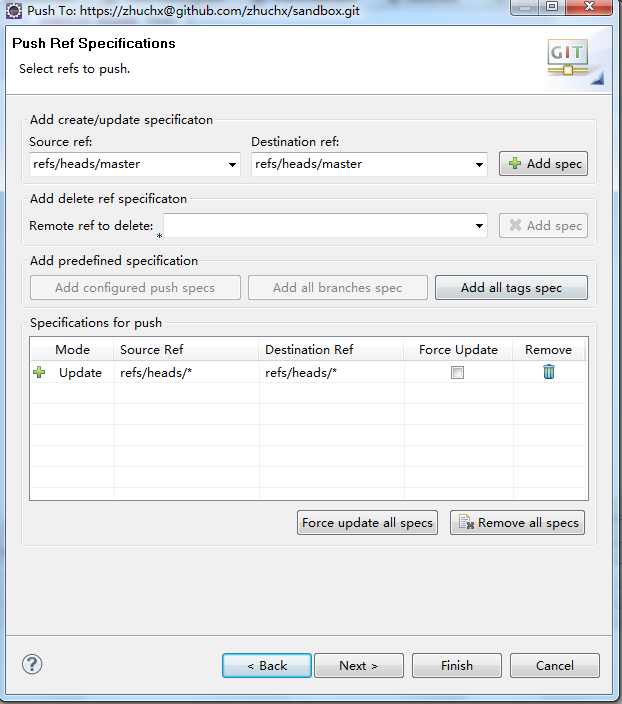 Push To: https://zhuchx@github.com/zhuchx/sandbox.git
Push Ref Specifications
Select refs to push.
GIT
Add create/update specificaton
Source ref: Destination ref:
refs/heads/master refs/heads/master Add spec
Add delete ref specificaton
Remote ref to delete: * Add spec
Add predefined specification
Add configured push specs Add all branches spec Add all tags spec
Specifications for push
Mode Source Ref Destination Ref Force Update Remove
Update refs/heads/* refs/heads/*
Force update all specs Remove all specs
? < Back Next > Finish Cancel